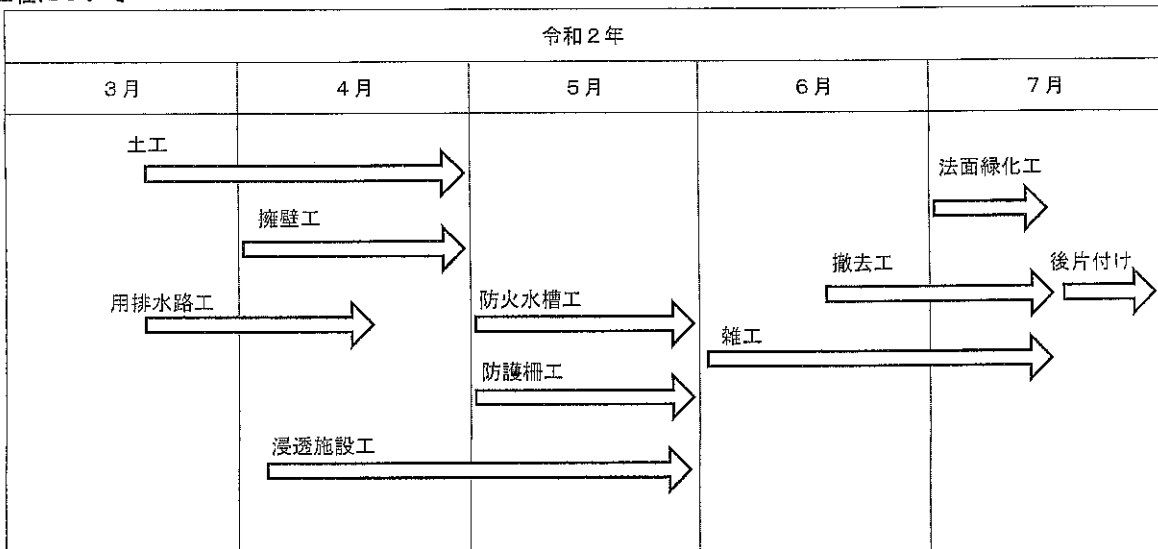 令和2年
3月 4月 5月 6月 7月
土工
法面緑化工
擁壁工
撤去工 後片付け
用排水路工 防火水槽工
雑工
防護柵工
浸透施設工